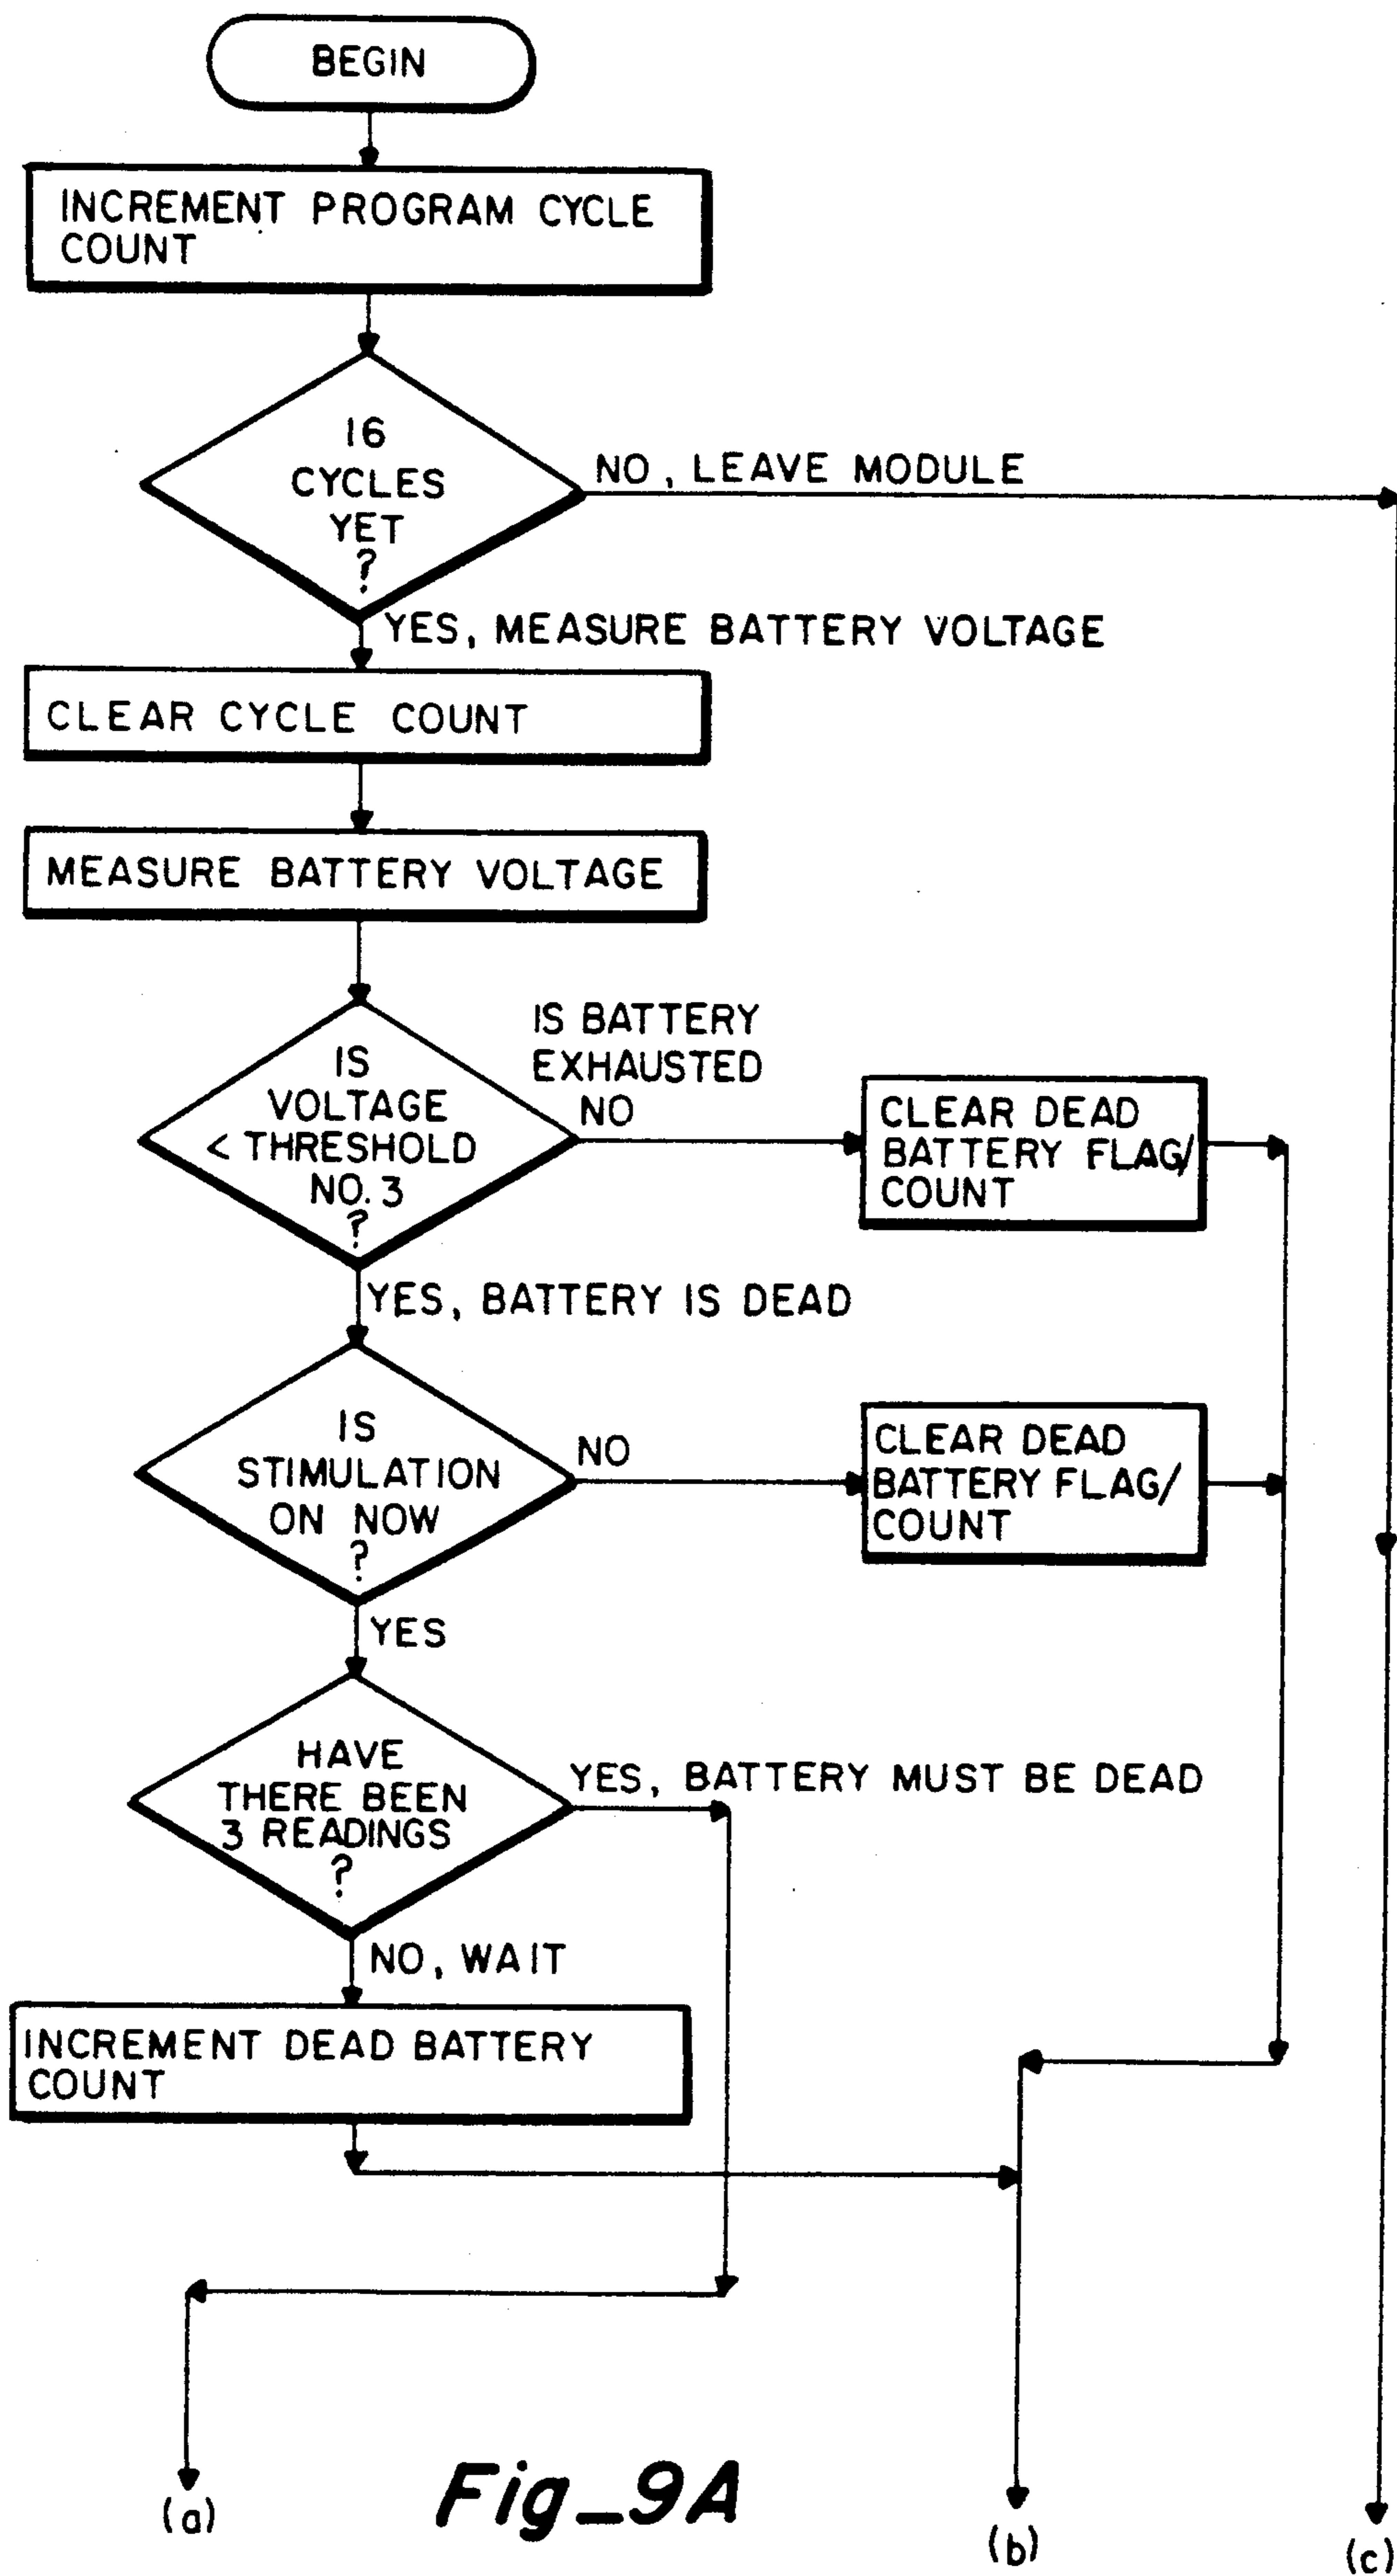 BEGIN
INCREMENT PROGRAM CYCLE
COUNT
16
CYCLES
YET
?
NO, LEAVE MODULE
YES, MEASURE BATTERY VOLTAGE
CLEAR CYCLE COUNT
MEASURE BATTERY VOLTAGE
IS
VOLTAGE
< THRESHOLD
NO. 3
?
IS BATTERY
EXHAUSTED
NO
CLEAR DEAD
BATTERY FLAG/
COUNT
YES, BATTERY IS DEAD
IS
STIMULATION
ON NOW
?
NO
CLEAR DEAD
BATTERY FLAG/
COUNT
YES
HAVE
THERE BEEN
3 READINGS
?
YES, BATTERY MUST BE DEAD
NO, WAIT
INCREMENT DEAD BATTERY
COUNT
(a)
Fig_9A
(b)
(c)